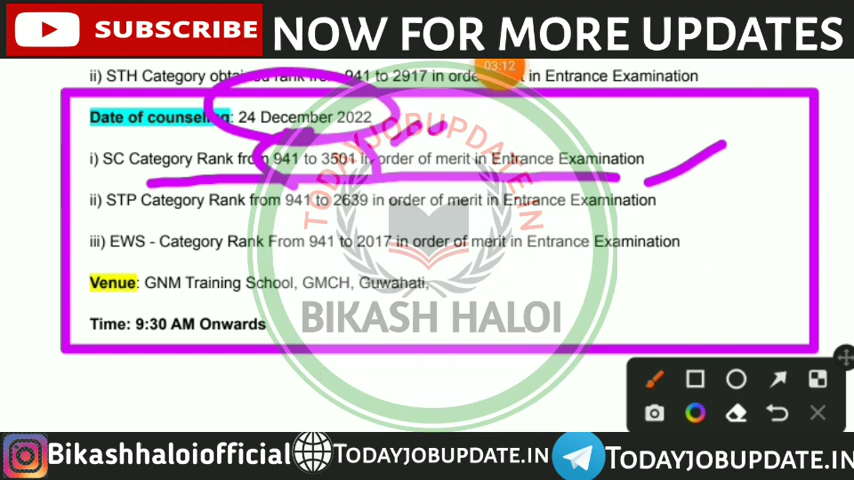 SUBSCRIBE NOW FOR MORE UPDATES
03:12
ii) STH Category obtained rank from 941 to 2917 in order in Entrance Examination
Date of counseling: 24 December 2022
i) SC Category Rank from 941 to 3501 in order of merit in Entrance Examination
ii) STP Category Rank from 941 to 2639 in order of merit in Entrance Examination
iii) EWS - Category Rank From 941 to 2017 in order of merit in Entrance Examination
Venue: GNM Training School, GMCH, Guwahati,
Time: 9:30 AM Onwards
TODAYJOBUPDATE.IN
BIKASH HALOI
Bikashhaloiofficial TODAYJOBUPDATE.IN TODAYJOBUPDATE.IN